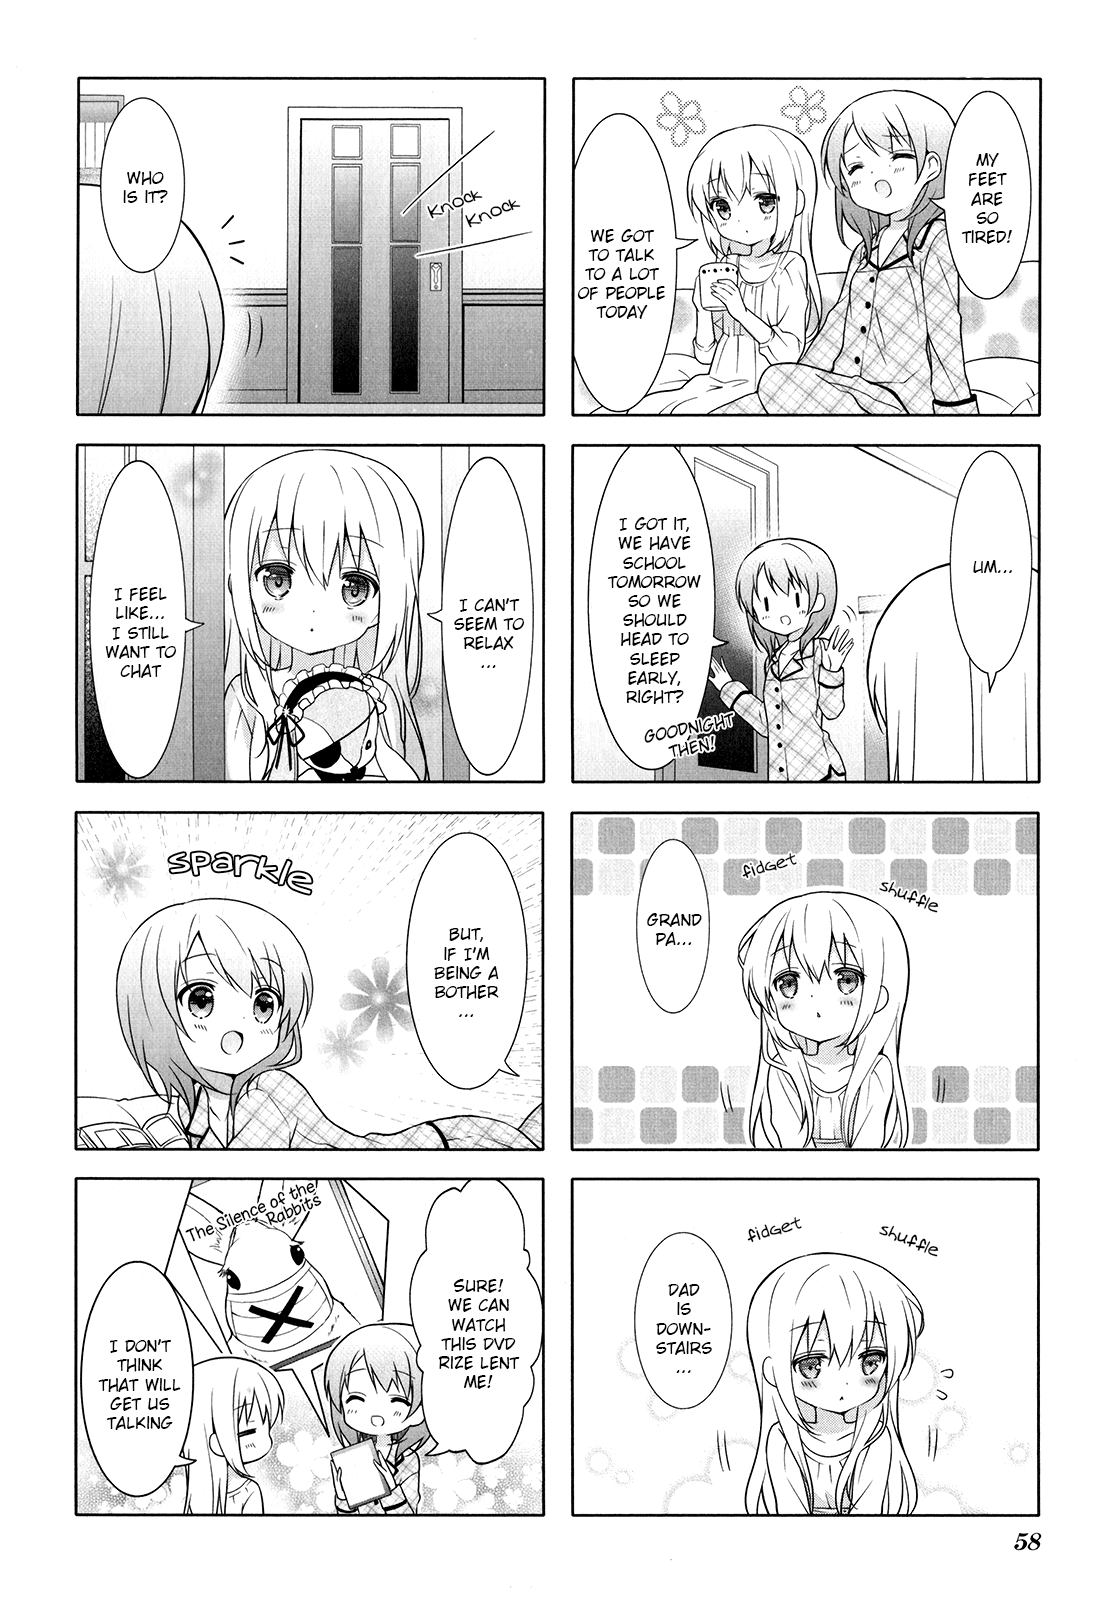 MY
FEET
ARE
SO
TIRED!
WE GOT
TO TALK
TO A LOT
OF PEOPLE
TODAY
UM...
I GOT IT,
WE HAVE
SCHOOL
TOMORROW
SO WE
SHOULD
HEAD TO
SLEEP
EARLY,
RIGHT?
GOODNIGHT
THEN!
fidget
shuffle
GRAND
PA...
fidget
shuffle
DAD
IS
DOWN-
STAIRS
...
WHO
IS IT?
Knock
Knock
I CAN'T
SEEM TO
RELAX
...
I FEEL
LIKE...
I STILL
WANT TO
CHAT
sparkle
BUT,
IF I'M
BEING A
BOTHER
...
The Silence of the
Rabbits
SURE!
WE CAN
WATCH
THIS DVD
RIZE LENT
ME!
I DON'T
THINK
THAT WILL
GET US
TALKING
58